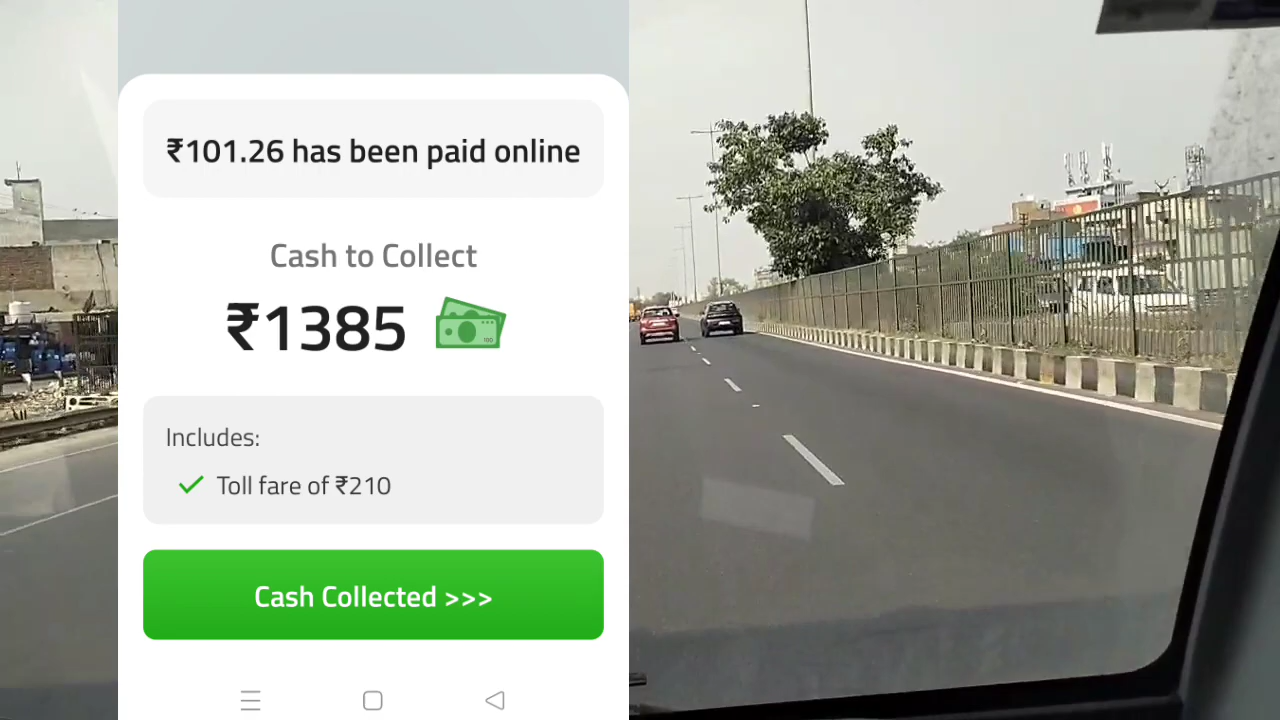 ₹101.26 has been paid online
Cash to Collect
₹1385
Includes:
Toll fare of ₹210
Cash Collected >>>